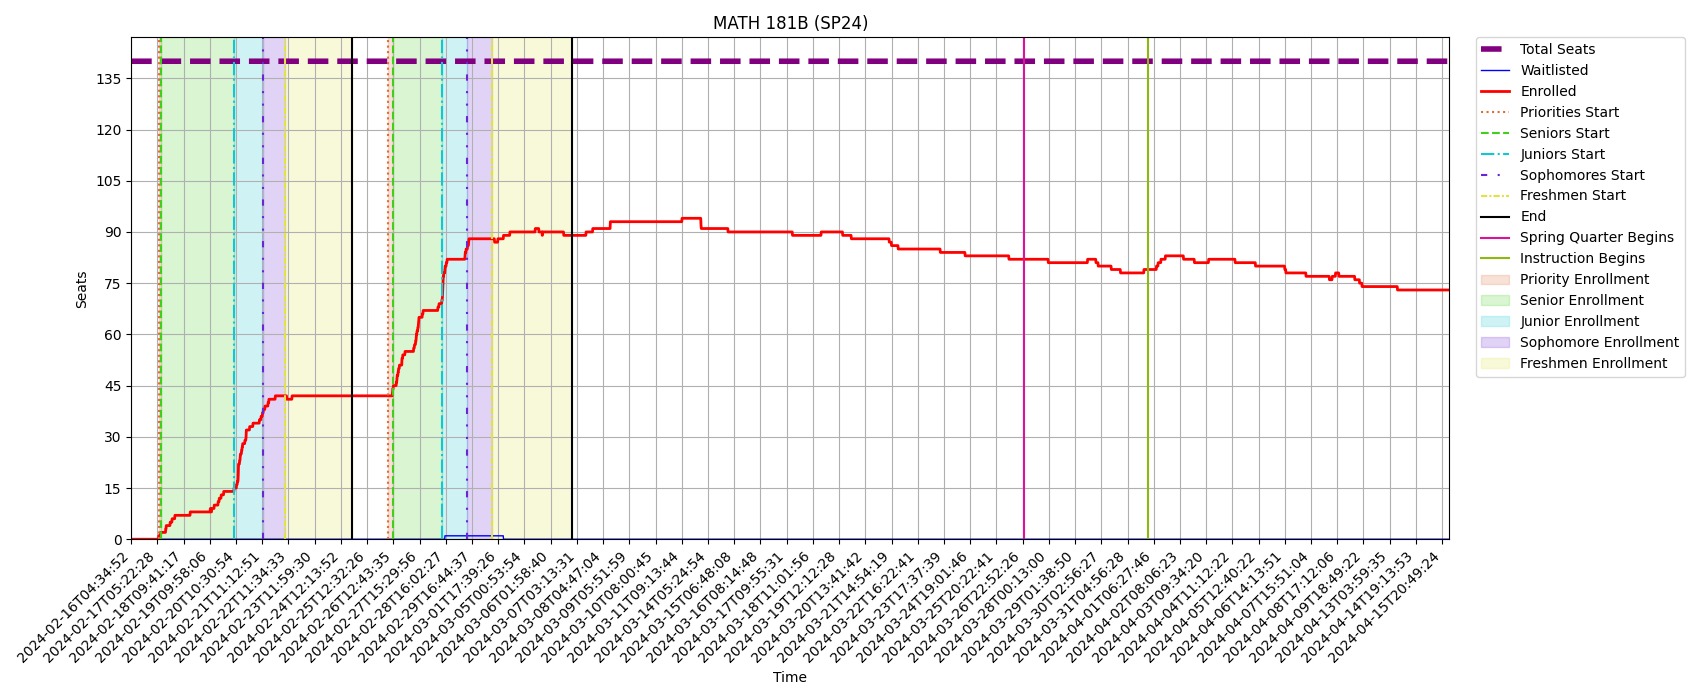 MATH 181B (SP24)
Seats
135
120
105
90
75
60
45
30
15
0
2024-02-16T04:34:52
2024-02-17T05:22:28
2024-02-18T09:41:17
2024-02-19T09:58:06
2024-02-20T10:30:54
2024-02-21T11:12:51
2024-02-22T11:34:33
2024-02-23T11:59:30
2024-02-24T12:13:52
2024-02-25T12:32:26
2024-02-26T12:43:35
2024-02-27T15:29:56
2024-02-28T16:02:27
2024-02-29T16:44:37
2024-03-01T17:39:26
2024-03-05T00:53:54
2024-03-06T01:58:40
2024-03-07T03:13:31
2024-03-08T04:47:04
2024-03-09T05:51:59
2024-03-10T08:00:45
2024-03-11T09:13:44
2024-03-14T05:24:54
2024-03-15T06:48:08
2024-03-16T08:14:48
2024-03-17T09:55:31
2024-03-18T11:01:56
2024-03-19T12:12:28
2024-03-20T13:41:42
2024-03-21T14:54:19
2024-03-22T16:22:41
2024-03-23T17:37:39
2024-03-24T19:01:46
2024-03-25T20:22:41
2024-03-26T22:52:26
2024-03-28T00:13:00
2024-03-29T01:38:50
2024-03-30T02:56:27
2024-03-31T04:56:28
2024-04-01T06:27:46
2024-04-02T08:06:23
2024-04-03T09:34:20
2024-04-04T11:12:22
2024-04-05T12:40:22
2024-04-06T14:13:51
2024-04-07T15:51:04
2024-04-08T17:12:06
2024-04-09T18:49:22
2024-04-13T03:59:35
2024-04-14T19:13:53
2024-04-15T20:49:24
Time
Total Seats
Waitlisted
Enrolled
Priorities Start
Seniors Start
Juniors Start
Sophomores Start
Freshmen Start
End
Spring Quarter Begins
Instruction Begins
Priority Enrollment
Senior Enrollment
Junior Enrollment
Sophomore Enrollment
Freshmen Enrollment